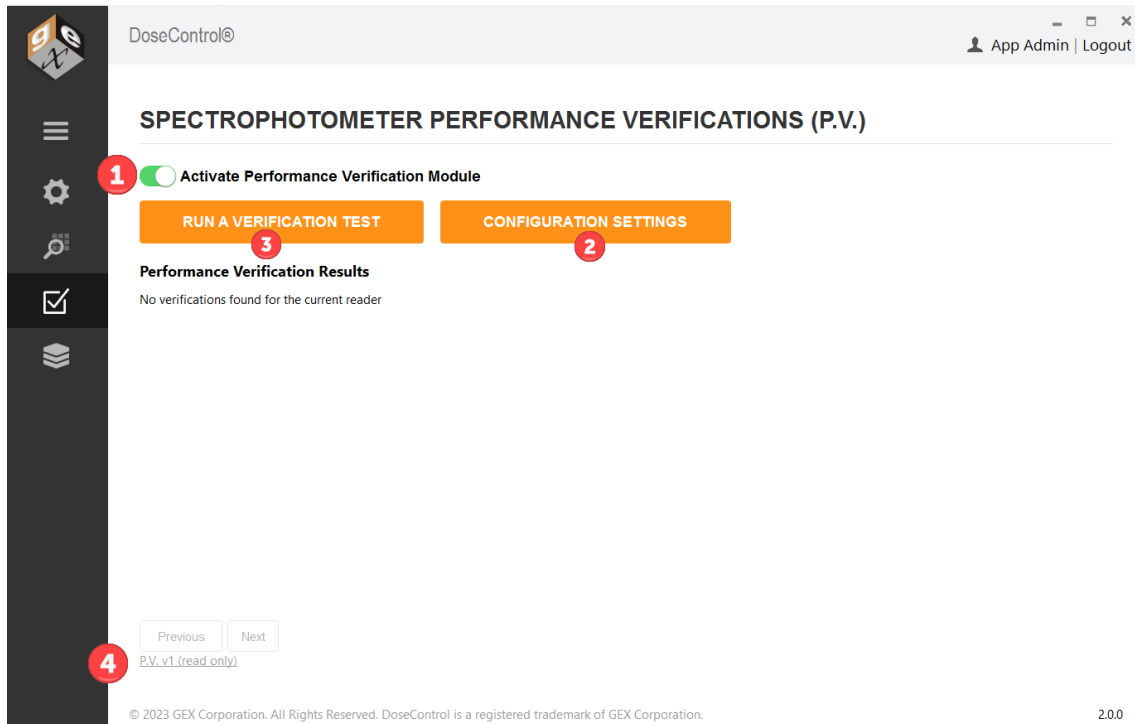 gex
DoseControl®
App Admin | Logout
SPECTROPHOTOMETER PERFORMANCE VERIFICATIONS (P.V.)
1 Activate Performance Verification Module
RUN A VERIFICATION TEST CONFIGURATION SETTINGS
3 2
Performance Verification Results
No verifications found for the current reader
Previous Next
4 P.V. v1 (read only)
© 2023 GEX Corporation. All Rights Reserved. DoseControl is a registered trademark of GEX Corporation. 2.0.0